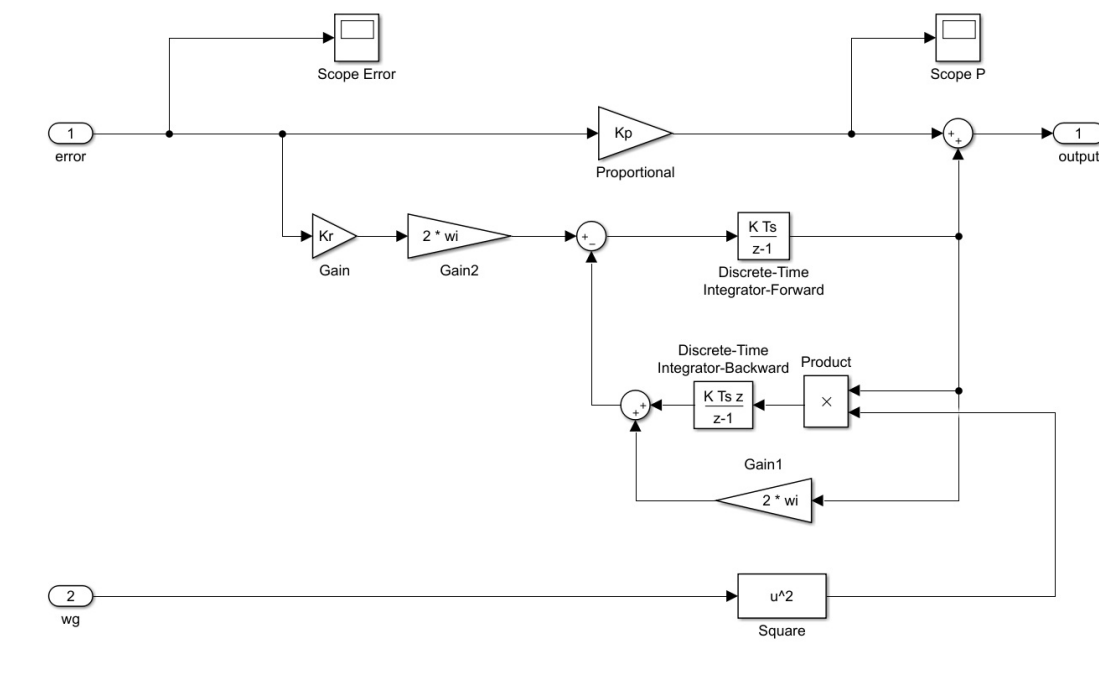 Scope Error
Scope P
1
error
Kp
Proportional
+
+
1
output
Kr
Gain
2 * wi
Gain2
+
−
K Ts
z-1
Discrete-Time
Integrator-Forward
Discrete-Time
Integrator-Backward
Product
+
+
K Ts z
z-1
×
Gain1
2 * wi
2
wg
u^2
Square